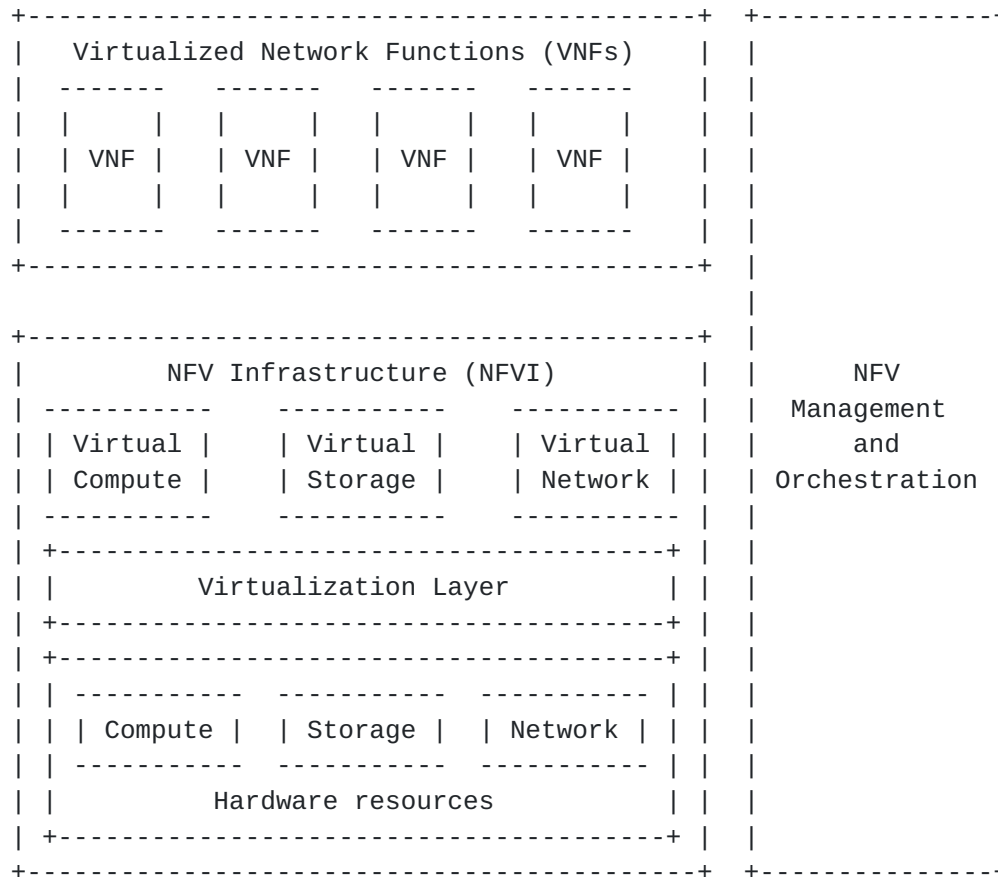 Virtualized Network Functions (VNFs)
VNF VNF VNF VNF
NFV Infrastructure (NFVI)
Virtual Compute
Virtual Storage
Virtual Network
Virtualization Layer
Compute Storage Network
Hardware resources
NFV
Management
and
Orchestration